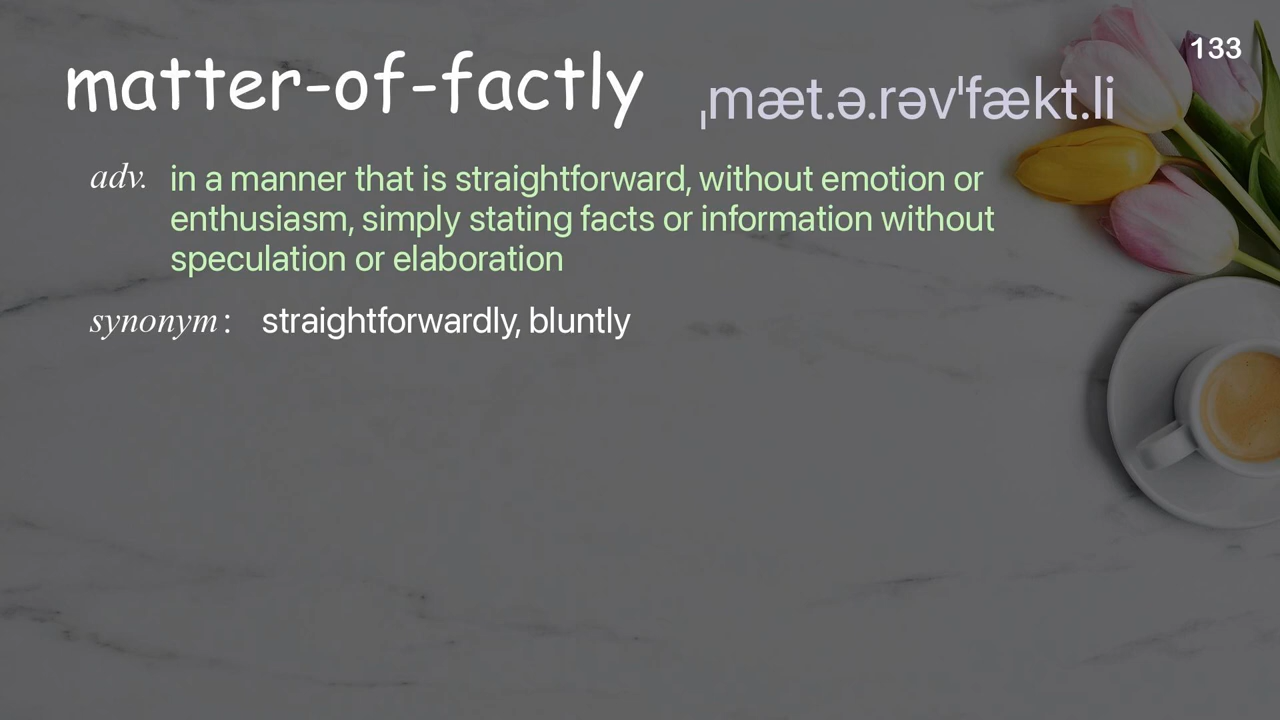 133
matter-of-factly ˌmæt.ə.rəvˈfækt.li
adv. in a manner that is straightforward, without emotion or
enthusiasm, simply stating facts or information without
speculation or elaboration
synonym : straightforwardly, bluntly